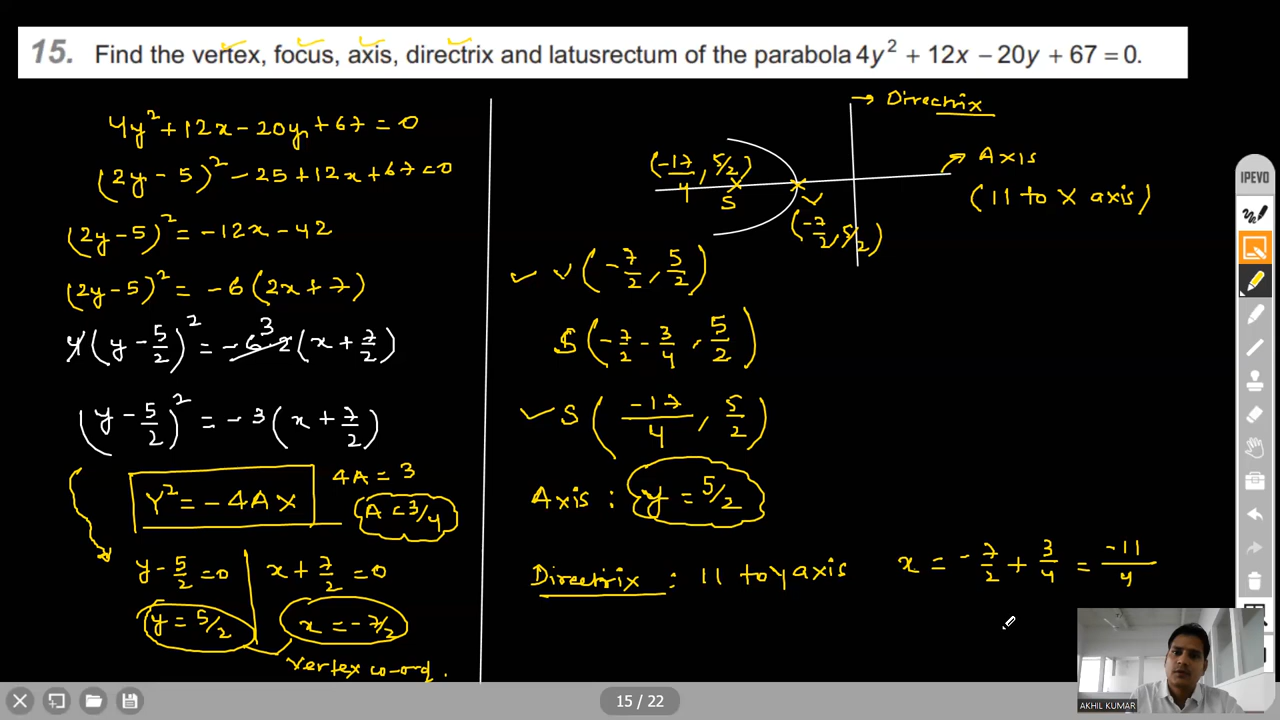 15. Find the vertex, focus, axis, directrix and latusrectum of the parabola 4y² + 12x − 20y + 67 = 0.
4y² + 12x - 20y + 67 = 0
(2y - 5)² - 25 + 12x + 67 = 0
(2y - 5)² = -12x - 42
(2y - 5)² = -6(2x + 7)
4(y - 5/2)² = -6 3 2(x + 7/2)
(y - 5/2)² = -3(x + 7/2)
Y² = -4AX
4A = 3
A = 3/4
y - 5/2 = 0
x + 7/2 = 0
y = 5/2
x = -7/2
vertex co-ord.
→ Directrix
(-17/4, 5/2)
S
V
(-7/2, 5/2)
Axis
(11 to X axis)
✓ V(-7/2, 5/2)
S(-7/2 - 3/4, 5/2)
✓ S(-17/4, 5/2)
Axis : y = 5/2
Directrix : 11 to y axis x = -7/2 + 3/4 = -11/4
IPEVO
15 / 22
AKHIL KUMAR